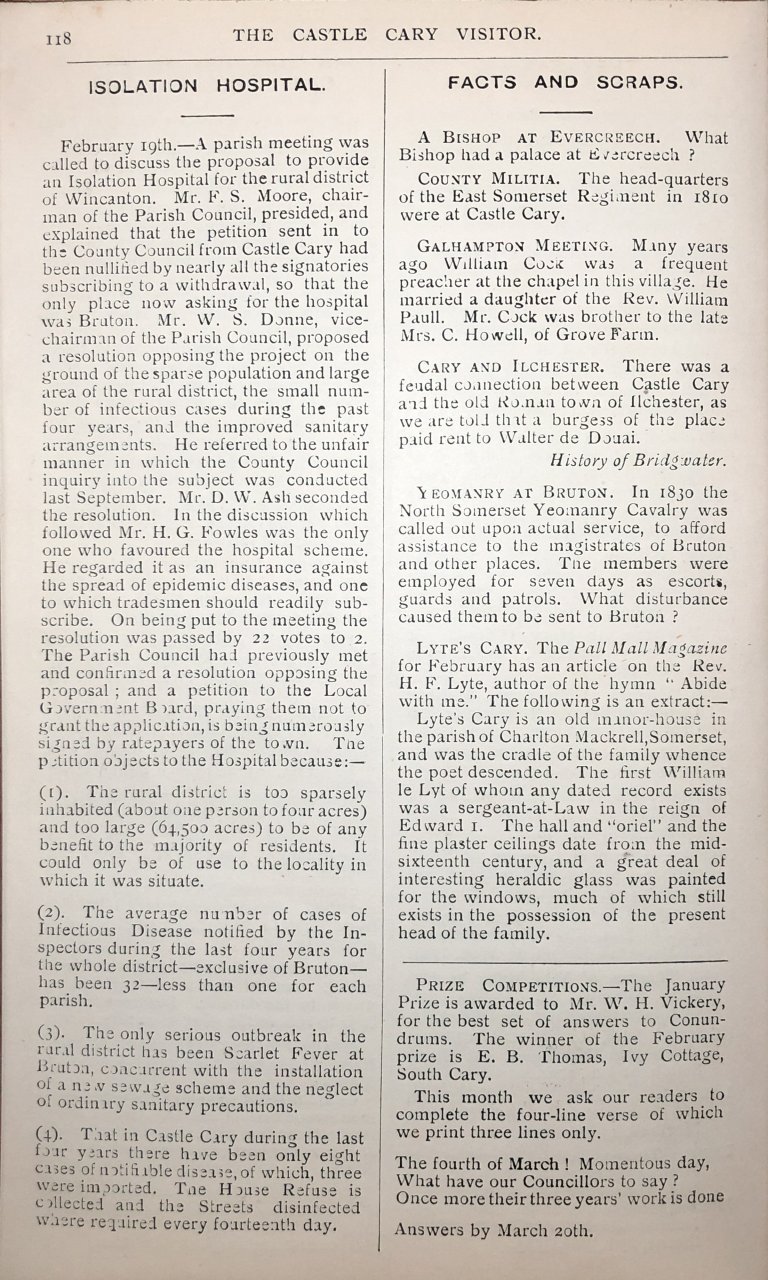 118
THE CASTLE CARY VISITOR.
ISOLATION HOSPITAL.
February 19th.—A parish meeting was
called to discuss the proposal to provide
an Isolation Hospital for the rural district
of Wincanton. Mr. F. S. Moore, chair-
man of the Parish Council, presided, and
explained that the petition sent in to
the County Council from Castle Cary had
been nullified by nearly all the signatories
subscribing to a withdrawal, so that the
only place now asking for the hospital
was Bruton. Mr. W. S. Donne, vice-
chairman of the Parish Council, proposed
a resolution opposing the project on the
ground of the sparse population and large
area of the rural district, the small num-
ber of infectious cases during the past
four years, and the improved sanitary
arrangements. He referred to the unfair
manner in which the County Council
inquiry into the subject was conducted
last September. Mr. D. W. Ash seconded
the resolution. In the discussion which
followed Mr. H. G. Fowles was the only
one who favoured the hospital scheme.
He regarded it as an insurance against
the spread of epidemic diseases, and one
to which tradesmen should readily sub-
scribe. On being put to the meeting the
resolution was passed by 22 votes to 2.
The Parish Council had previously met
and confirmed a resolution opposing the
proposal ; and a petition to the Local
Government Board, praying them not to
grant the application, is being numerously
signed by ratepayers of the town. The
petition objects to the Hospital because:—
(1). The rural district is too sparsely
inhabited (about one person to four acres)
and too large (64,500 acres) to be of any
benefit to the majority of residents. It
could only be of use to the locality in
which it was situate.
(2). The average number of cases of
Infectious Disease notified by the In-
spectors during the last four years for
the whole district—exclusive of Bruton—
has been 32—less than one for each
parish.
(3). The only serious outbreak in the
rural district has been Scarlet Fever at
Bruton, concurrent with the installation
of a new sewage scheme and the neglect
of ordinary sanitary precautions.
(4). That in Castle Cary during the last
four years there have been only eight
cases of notifiable disease, of which, three
were imported. The House Refuse is
collected and the Streets disinfected
where required every fourteenth day.
FACTS AND SCRAPS.
A BISHOP AT EVERCREECH. What
Bishop had a palace at Evercreech ?
COUNTY MILITIA. The head-quarters
of the East Somerset Regiment in 1810
were at Castle Cary.
GALHAMPTON MEETING. Many years
ago William Cock was a frequent
preacher at the chapel in this village. He
married a daughter of the Rev. William
Paull. Mr. Cock was brother to the late
Mrs. C. Howell, of Grove Farm.
CARY AND ILCHESTER. There was a
feudal connection between Castle Cary
and the old Roman town of Ilchester, as
we are told that a burgess of the place
paid rent to Walter de Douai.
History of Bridgwater.
YEOMANRY AT BRUTON. In 1830 the
North Somerset Yeomanry Cavalry was
called out upon actual service, to afford
assistance to the magistrates of Bruton
and other places. The members were
employed for seven days as escorts,
guards and patrols. What disturbance
caused them to be sent to Bruton ?
LYTE'S CARY. The Pall Mall Magazine
for February has an article on the Rev.
H. F. Lyte, author of the hymn "Abide
with me." The following is an extract:—
Lyte's Cary is an old manor-house in
the parish of Charlton Mackrell, Somerset,
and was the cradle of the family whence
the poet descended. The first William
le Lyt of whom any dated record exists
was a sergeant-at-Law in the reign of
Edward I. The hall and "oriel" and the
fine plaster ceilings date from the mid-
sixteenth century, and a great deal of
interesting heraldic glass was painted
for the windows, much of which still
exists in the possession of the present
head of the family.
PRIZE COMPETITIONS.—The January
Prize is awarded to Mr. W. H. Vickery,
for the best set of answers to Conun-
drums. The winner of the February
prize is E. B. Thomas, Ivy Cottage,
South Cary.
This month we ask our readers to
complete the four-line verse of which
we print three lines only.
The fourth of March ! Momentous day,
What have our Councillors to say ?
Once more their three years' work is done
Answers by March 20th.